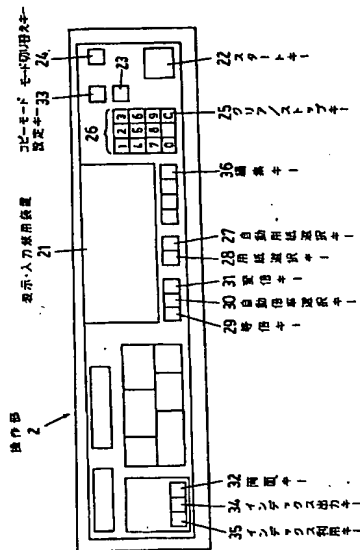 操作部
2
表示・入力兼用装置
21
コピーモード
設定キー
33
モード切り替えキー
24
23
26
1 2 3
4 5 6
7 8 9
0 C
22 スタートキー
25 クリア/ストップキー
36 編集キー
27 自動用紙選択キー
28 用紙選択キー
31 変倍キー
30 自動倍率選択キー
29 等倍キー
32 両面キー
34 インデックス出力キー
35 インデックス利用キー